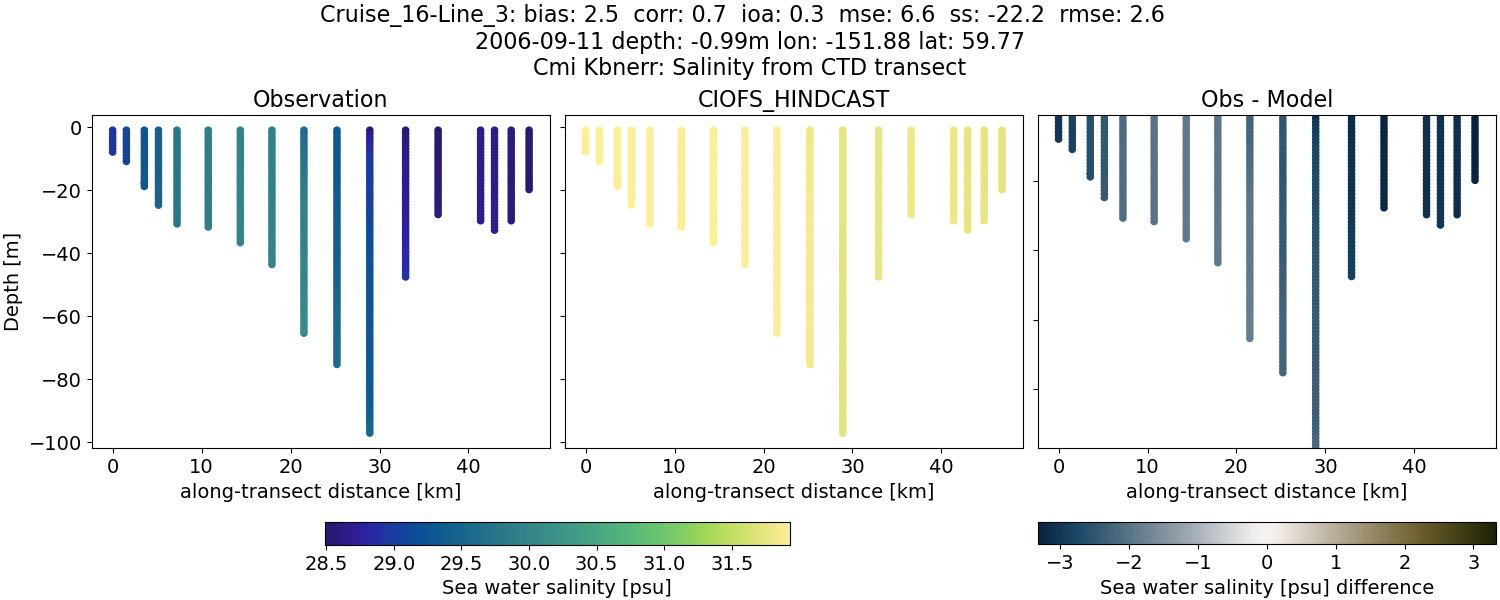 Cruise_16-Line_3: bias: 2.5  corr: 0.7  ioa: 0.3  mse: 6.6  ss: -22.2  rmse: 2.6
2006-09-11 depth: -0.99m lon: -151.88 lat: 59.77
Cmi Kbnerr: Salinity from CTD transect
Observation
CIOFS_HINDCAST
Obs - Model
Depth [m]
0
−20
−40
−60
−80
−100
0 10 20 30 40
0 10 20 30 40
0 10 20 30 40
along-transect distance [km]
along-transect distance [km]
along-transect distance [km]
28.5 29.0 29.5 30.0 30.5 31.0 31.5
Sea water salinity [psu]
−3 −2 −1 0 1 2 3
Sea water salinity [psu] difference